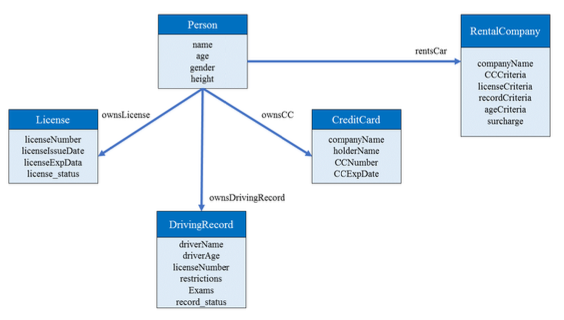 Person
name
age
gender
height
rentsCar
RentalCompany
companyName
CCCriteria
licenseCriteria
recordCriteria
ageCriteria
surcharge
ownsLicense
ownsCC
License
licenseNumber
licenseIssueDate
licenseExpData
license_status
CreditCard
companyName
holderName
CCNumber
CCExpDate
ownsDrivingRecord
DrivingRecord
driverName
driverAge
licenseNumber
restrictions
Exams
record_status